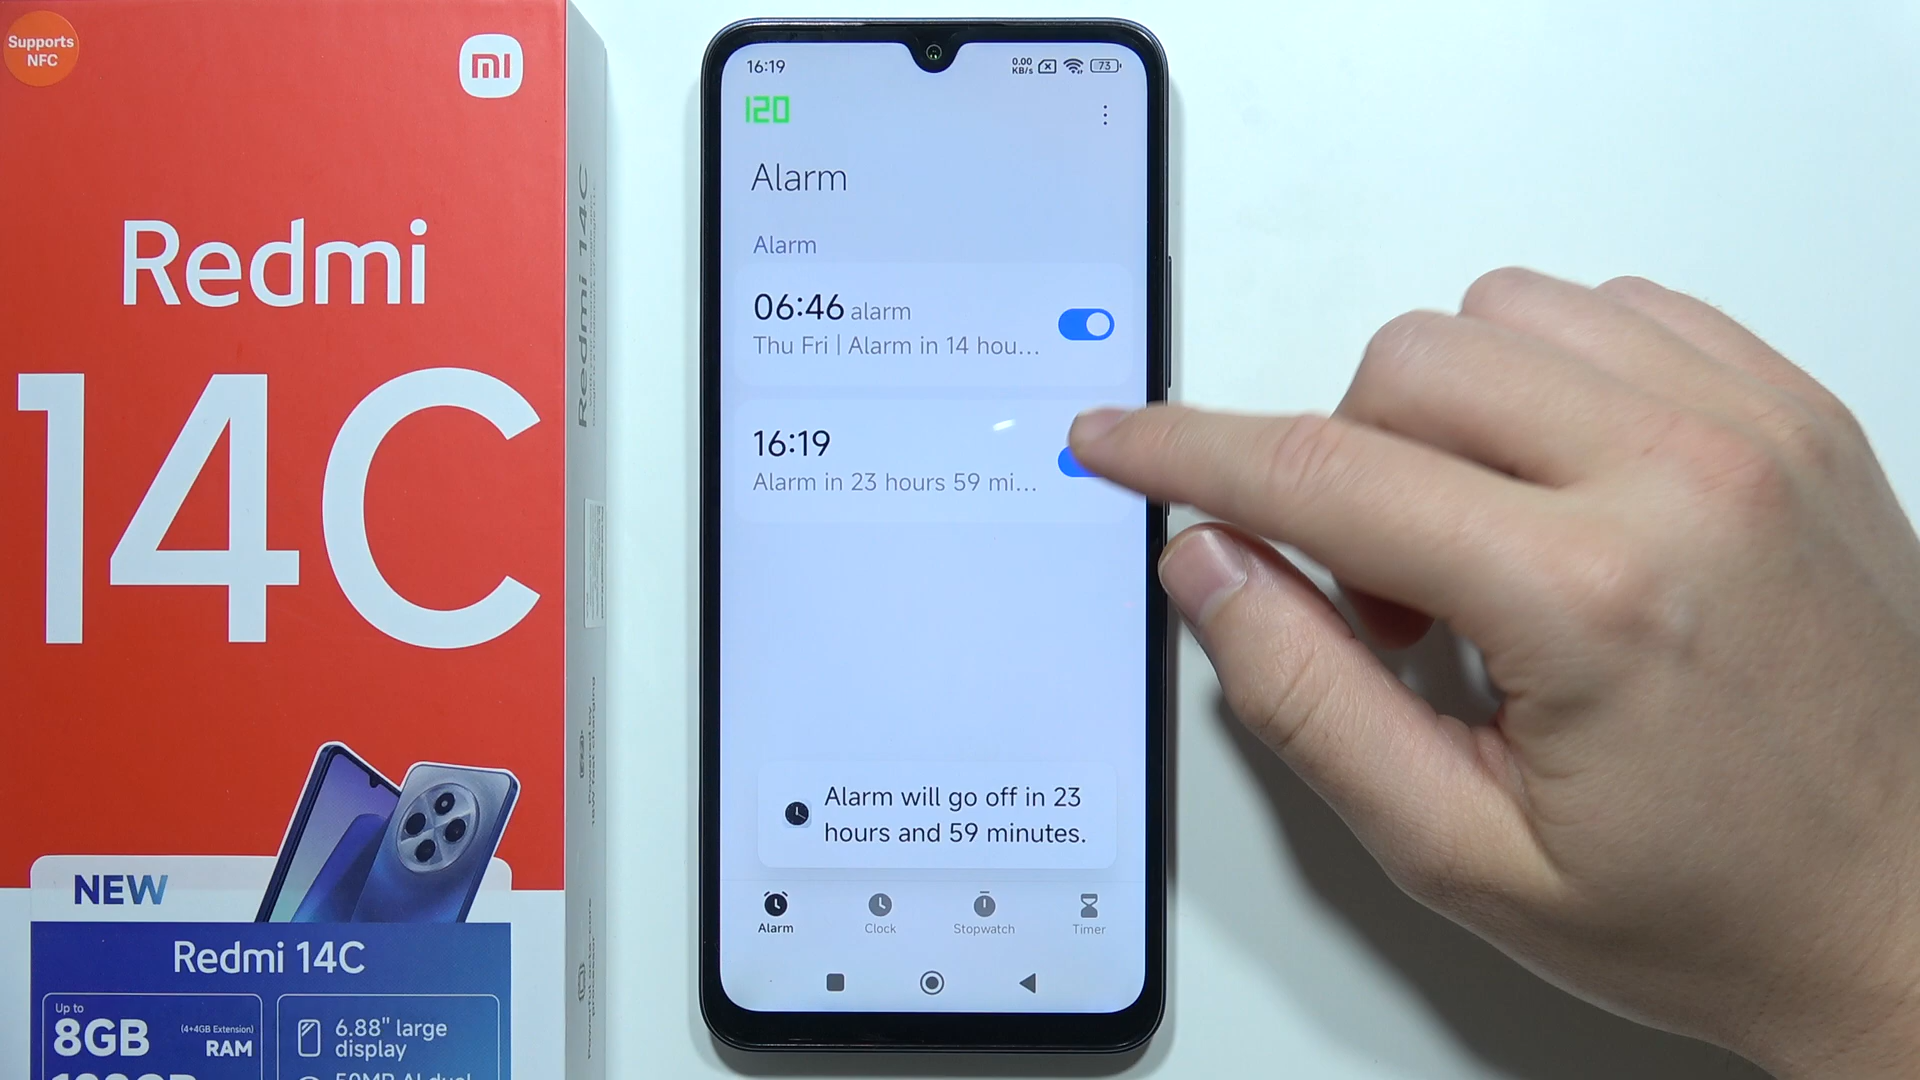 Supports
NFC
mi
Redmi
14C
NEW
Redmi 14C
Up to
8GB
(4+4GB Extension)
RAM
6.88" large
display
Redmi 14C
16:19
0.00
KB/s
73
120
Alarm
Alarm
06:46 alarm
Thu Fri | Alarm in 14 hou...
16:19
Alarm in 23 hours 59 mi...
Alarm will go off in 23
hours and 59 minutes.
Alarm
Clock
Stopwatch
Timer